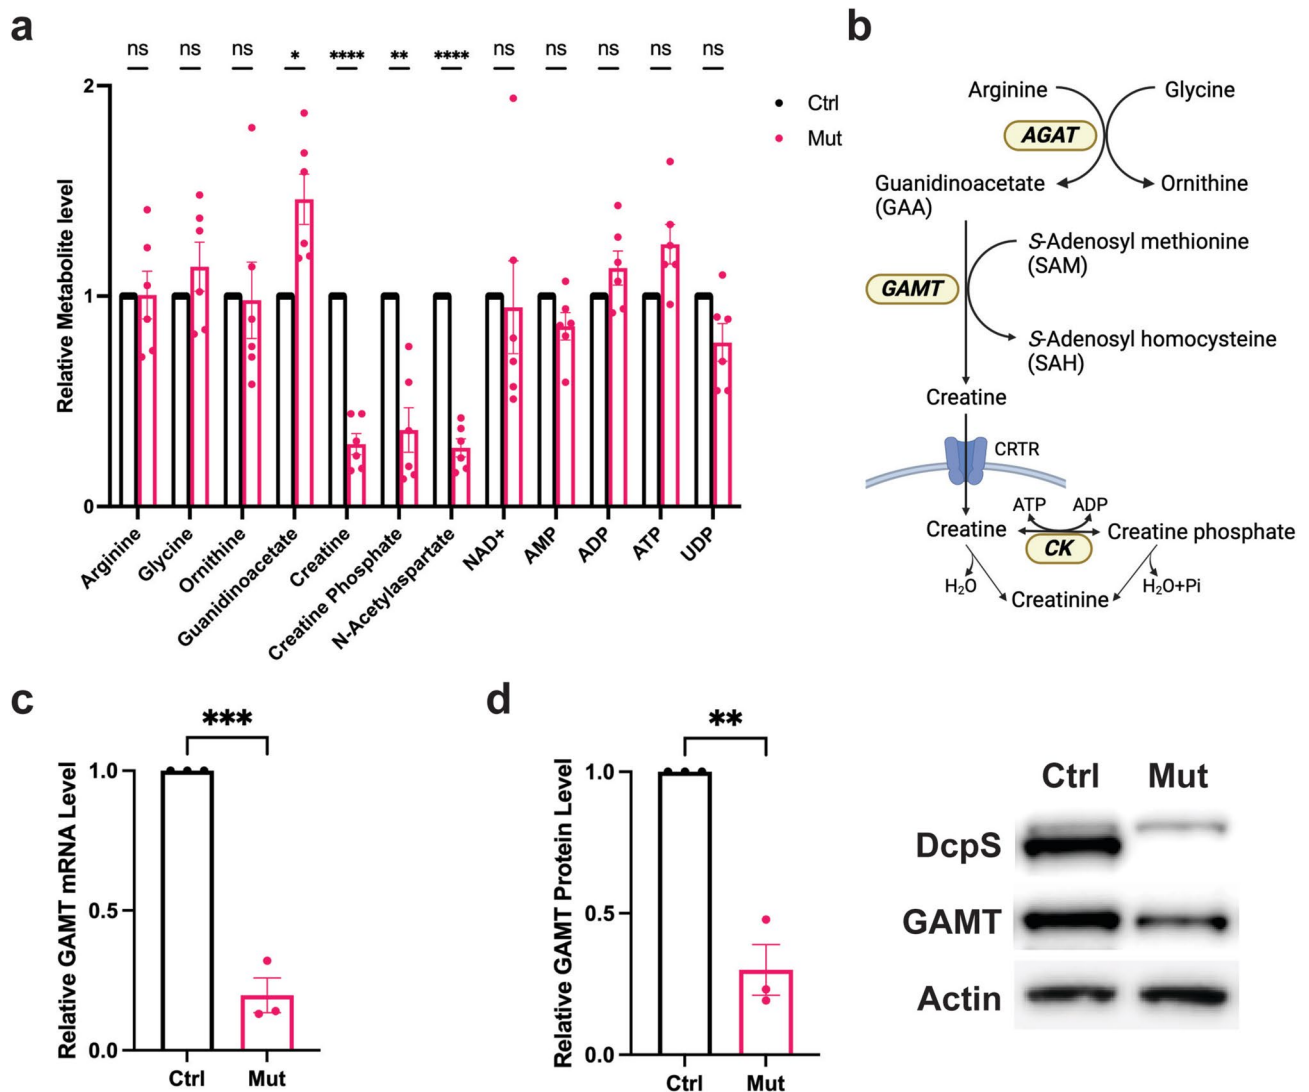 a
ns ns ns * **** ** **** ns ns ns ns ns
2
1
0
Relative Metabolite level
Ctrl
Mut
Arginine
Glycine
Ornithine
Guanidinoacetate
Creatine
Creatine Phosphate
N-Acetylaspartate
NAD+
AMP
ADP
ATP
UDP
b
Arginine Glycine
AGAT
Guanidinoacetate Ornithine
(GAA)
S-Adenosyl methionine
(SAM)
GAMT
S-Adenosyl homocysteine
(SAH)
Creatine
CRTR
ATP ADP
Creatine Creatine phosphate
CK
H₂O H₂O+Pi
Creatinine
c
***
Relative GAMT mRNA Level
1.0
0.5
0.0
Ctrl Mut
d
**
Relative GAMT Protein Level
1.0
0.5
0.0
Ctrl Mut
Ctrl Mut
DcpS
GAMT
Actin